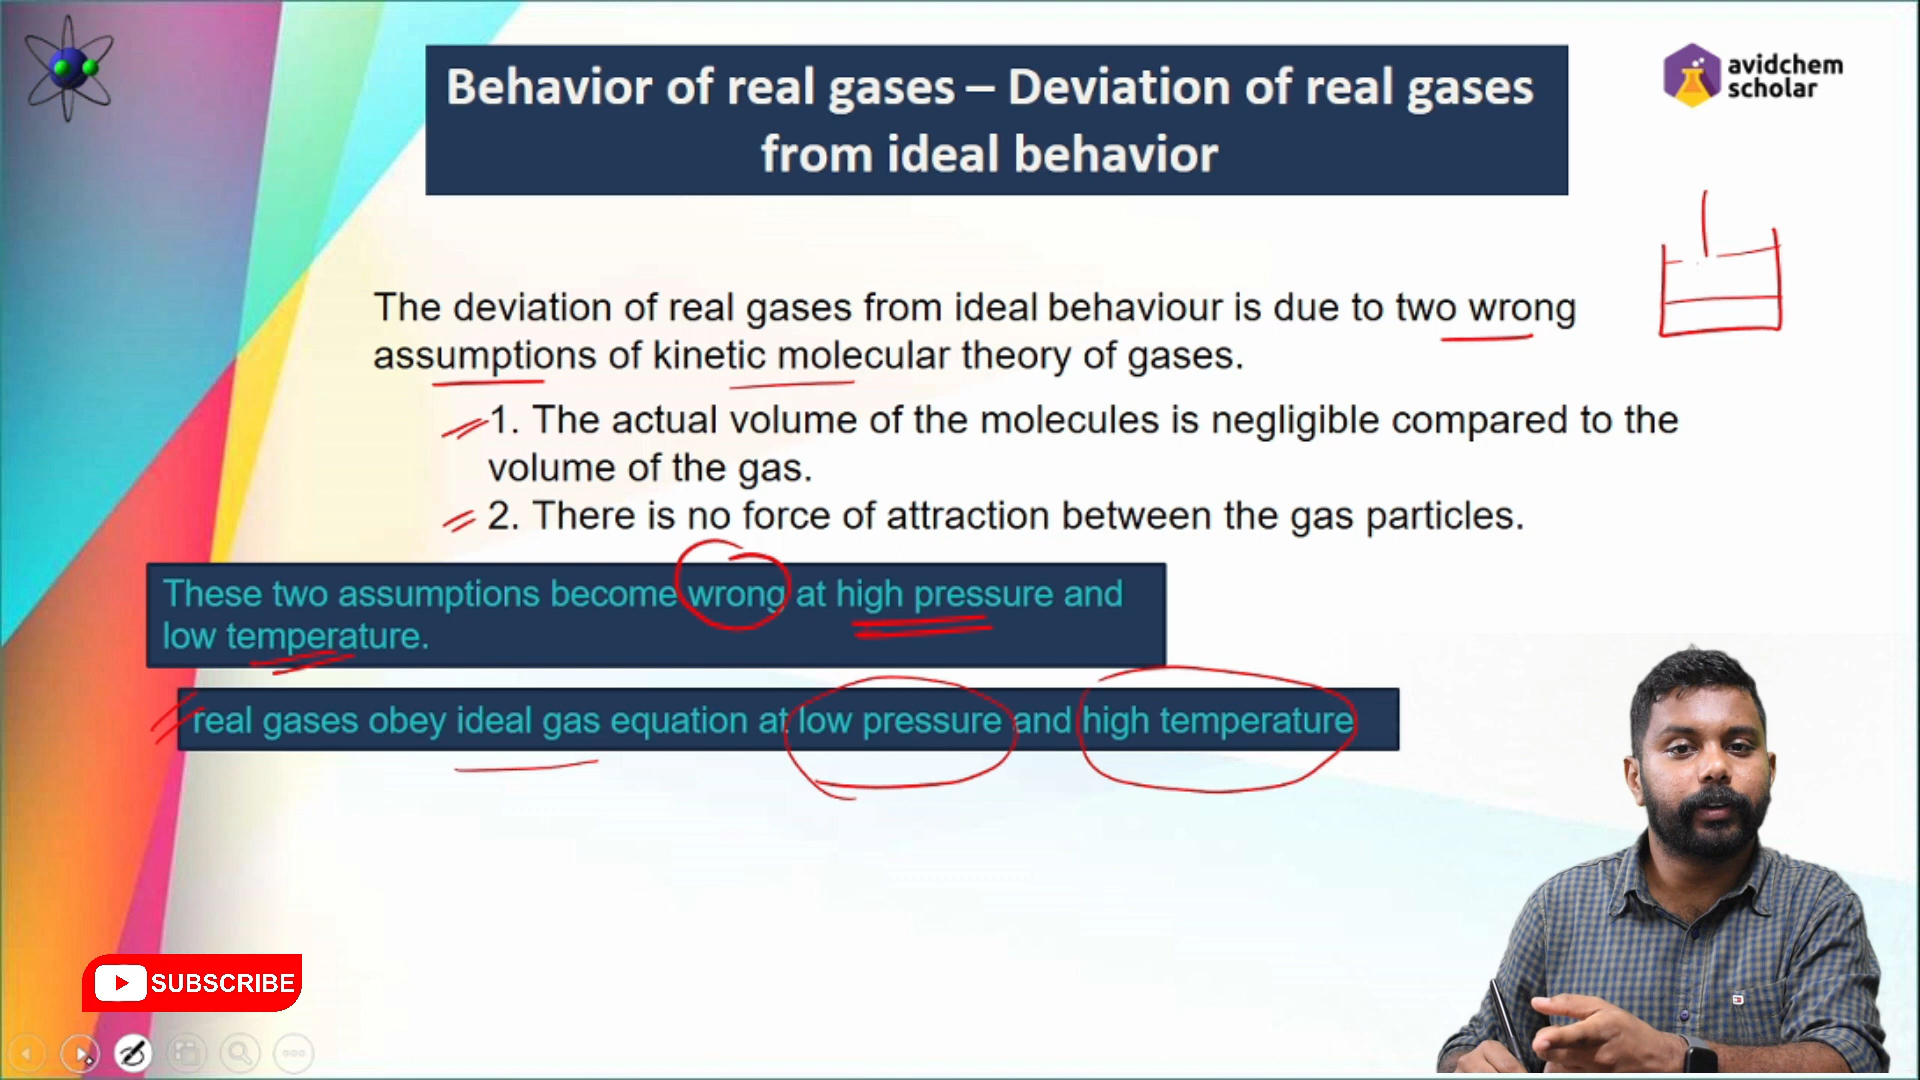 Behavior of real gases – Deviation of real gases
from ideal behavior
avidchem
scholar
The deviation of real gases from ideal behaviour is due to two wrong
assumptions of kinetic molecular theory of gases.
1. The actual volume of the molecules is negligible compared to the
volume of the gas.
2. There is no force of attraction between the gas particles.
These two assumptions become wrong at high pressure and
low temperature.
real gases obey ideal gas equation at low pressure and high temperature
SUBSCRIBE